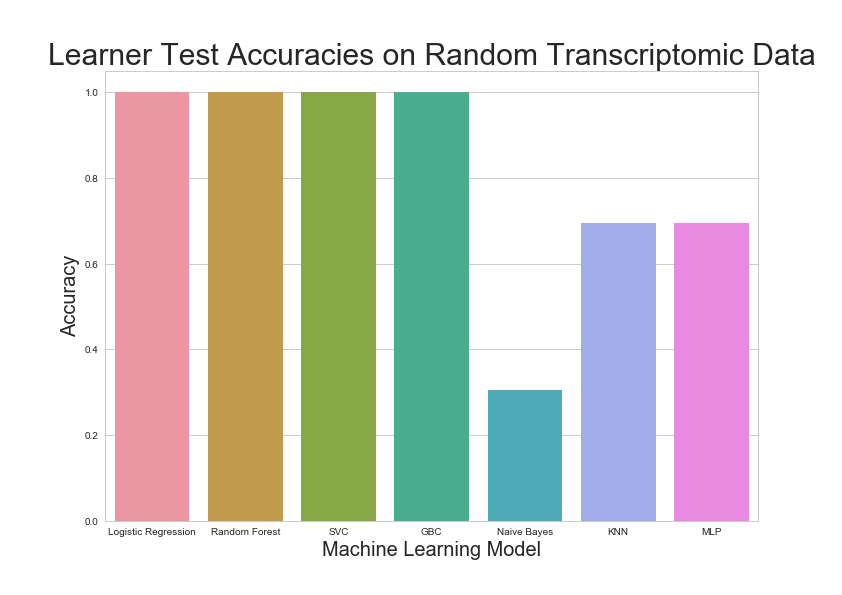 Learner Test Accuracies on Random Transcriptomic Data
1.0
0.8
0.6
0.4
0.2
0.0
Accuracy
Logistic Regression Random Forest SVC GBC Naive Bayes KNN MLP
Machine Learning Model